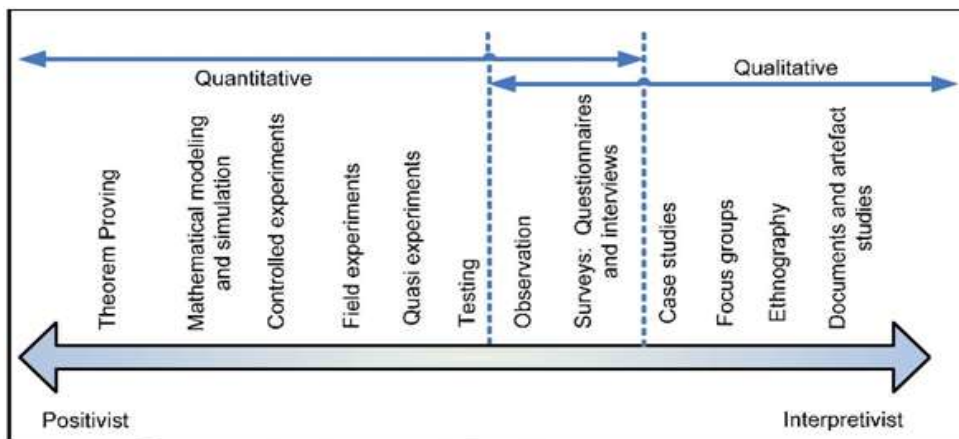 Quantitative
Qualitative
Theorem Proving
Mathematical modeling
and simulation
Controlled experiments
Field experiments
Quasi experiments
Testing
Observation
Surveys: Questionnaires
and interviews
Case studies
Focus groups
Ethnography
Documents and artefact
studies
Positivist
Interpretivist